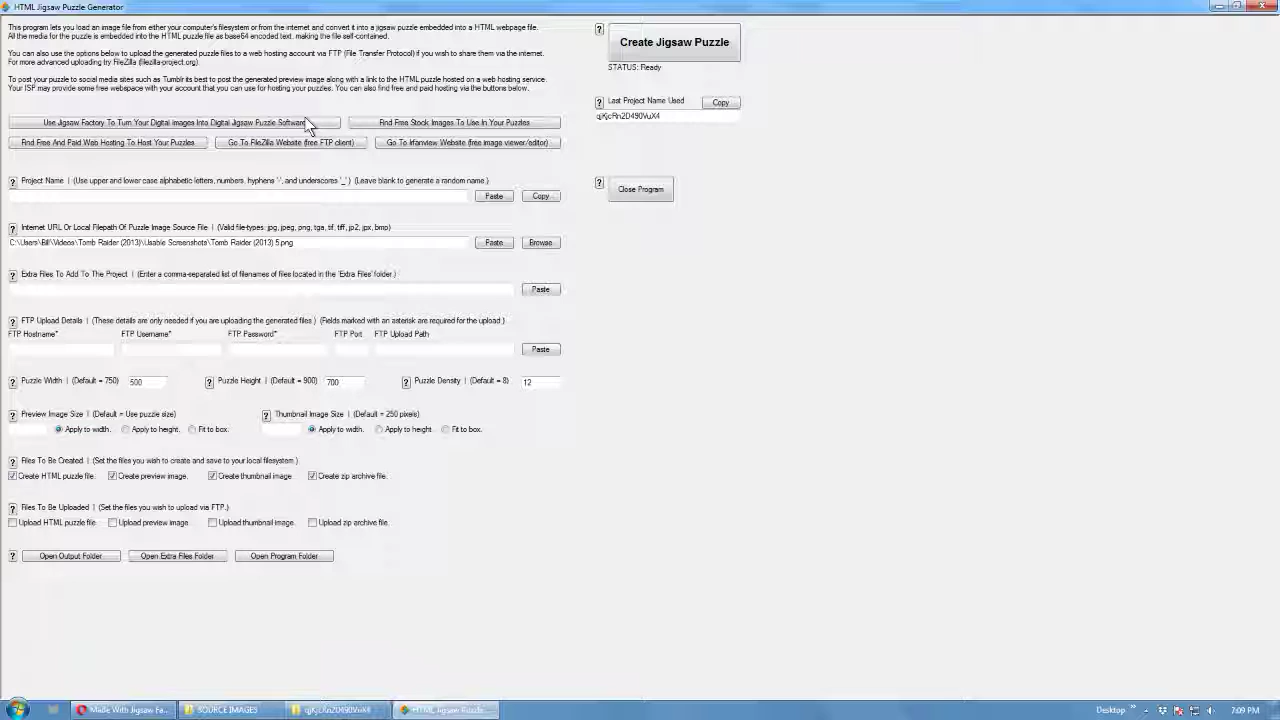 HTML Jigsaw Puzzle Generator
This program lets you load an image file from either your computer's filesystem or from the internet and convert it into a jigsaw puzzle embedded into a HTML webpage file.
All the media for the puzzle is embedded into the HTML puzzle file as base64 encoded text, making the file self-contained.
You can also use the options below to upload the generated puzzle files to a web hosting account via FTP (File Transfer Protocol) if you wish to share them via the internet.
For more advanced uploading try FileZilla (filezilla-project.org).
To post your puzzle to social media sites such as Tumblr its best to post the generated preview image along with a link to the HTML puzzle hosted on a web hosting service.
Your ISP may provide some free webspace with your account that you can use for hosting your puzzles. You can also find free and paid hosting via the buttons below.
Use Jigsaw Factory To Turn Your Digital Images Into Digital Jigsaw Puzzle Software
Find Free Stock Images To Use In Your Puzzles
Find Free And Paid Web Hosting To Host Your Puzzles
Go To FileZilla Website (free FTP client)
Go To Irfanview Website (free image viewer/editor)
? Create Jigsaw Puzzle
STATUS: Ready
? Last Project Name Used Copy
qjKjcRn2D490VuX4
? Close Program
? Project Name | (Use upper and lower case alphabetic letters, numbers, hyphens '-', and underscores '_'.) (Leave blank to generate a random name.)
Paste Copy
? Internet URL Or Local Filepath Of Puzzle Image Source File | (Valid file-types: jpg, jpeg, png, tga, tif, tiff, jp2, jpx, bmp)
C:\Users\Bill\Videos\Tomb Raider (2013)\Usable Screenshots\Tomb Raider (2013) 5.png Paste Browse
? Extra Files To Add To The Project | (Enter a comma-separated list of filenames of files located in the 'Extra Files' folder.)
Paste
? FTP Upload Details | (These details are only needed if you are uploading the generated files.) (Fields marked with an asterisk are required for the upload.)
FTP Hostname* FTP Username* FTP Password* FTP Port FTP Upload Path
Paste
? Puzzle Width | (Default = 750) 500 ? Puzzle Height | (Default = 900) 700 ? Puzzle Density | (Default = 8) 12
? Preview Image Size | (Default = Use puzzle size) ? Thumbnail Image Size | (Default = 250 pixels)
Apply to width. Apply to height. Fit to box. Apply to width. Apply to height. Fit to box.
? Files To Be Created | (Set the files you wish to create and save to your local filesystem.)
Create HTML puzzle file. Create preview image. Create thumbnail image. Create zip archive file.
? Files To Be Uploaded | (Set the files you wish to upload via FTP.)
Upload HTML puzzle file. Upload preview image. Upload thumbnail image. Upload zip archive file.
? Open Output Folder Open Extra Files Folder Open Program Folder
Made With Jigsaw Fa... SOURCE IMAGES qjKjcRn2D490VuX4 HTML Jigsaw Puzzle... Desktop 7:09 PM